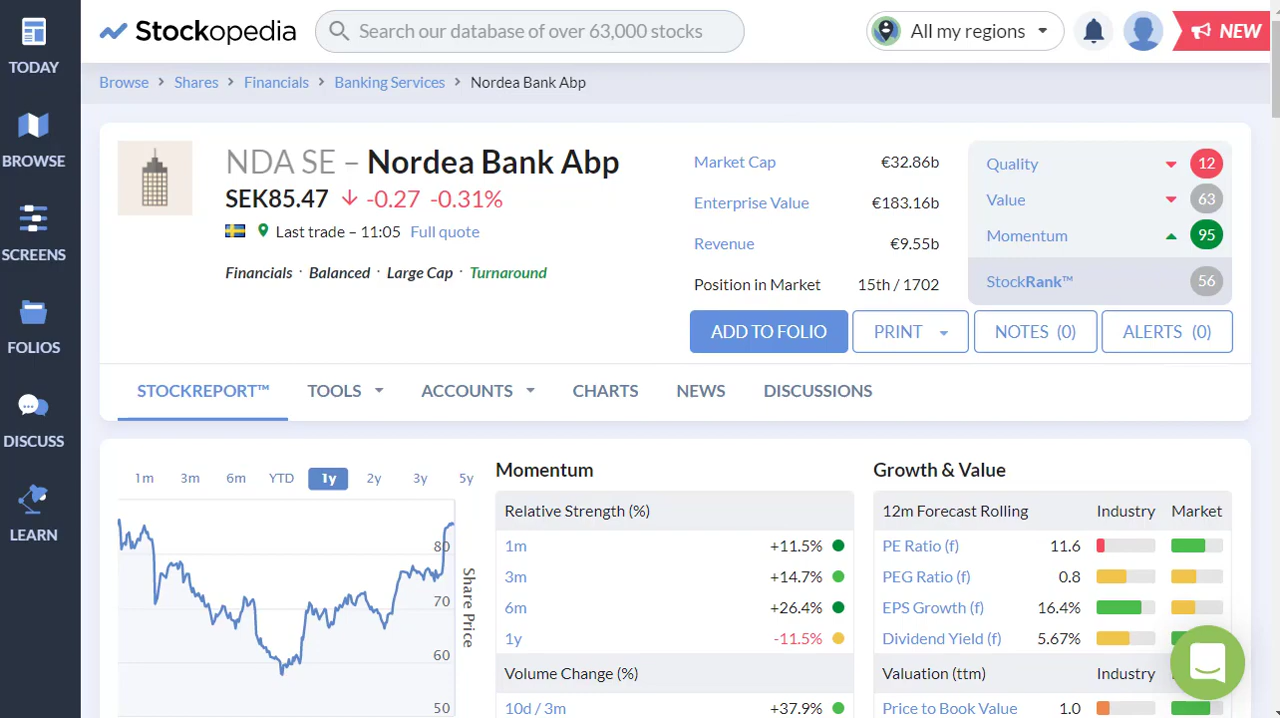 TODAY
BROWSE
SCREENS
FOLIOS
DISCUSS
LEARN
Stockopedia
Search our database of over 63,000 stocks
All my regions
NEW
Browse > Shares > Financials > Banking Services > Nordea Bank Abp
NDA SE – Nordea Bank Abp
SEK85.47 ↓ -0.27 -0.31%
Last trade – 11:05 Full quote
Financials · Balanced · Large Cap · Turnaround
Market Cap €32.86b
Enterprise Value €183.16b
Revenue €9.55b
Position in Market 15th / 1702
Quality 12
Value 63
Momentum 95
StockRank™ 56
ADD TO FOLIO
PRINT
NOTES (0)
ALERTS (0)
STOCKREPORT™
TOOLS
ACCOUNTS
CHARTS
NEWS
DISCUSSIONS
1m 3m 6m YTD 1y 2y 3y 5y
80
70
60
50
Share Price
Momentum
Relative Strength (%)
1m +11.5%
3m +14.7%
6m +26.4%
1y -11.5%
Volume Change (%)
10d / 3m +37.9%
Growth & Value
12m Forecast Rolling Industry Market
PE Ratio (f) 11.6
PEG Ratio (f) 0.8
EPS Growth (f) 16.4%
Dividend Yield (f) 5.67%
Valuation (ttm) Industry
Price to Book Value 1.0